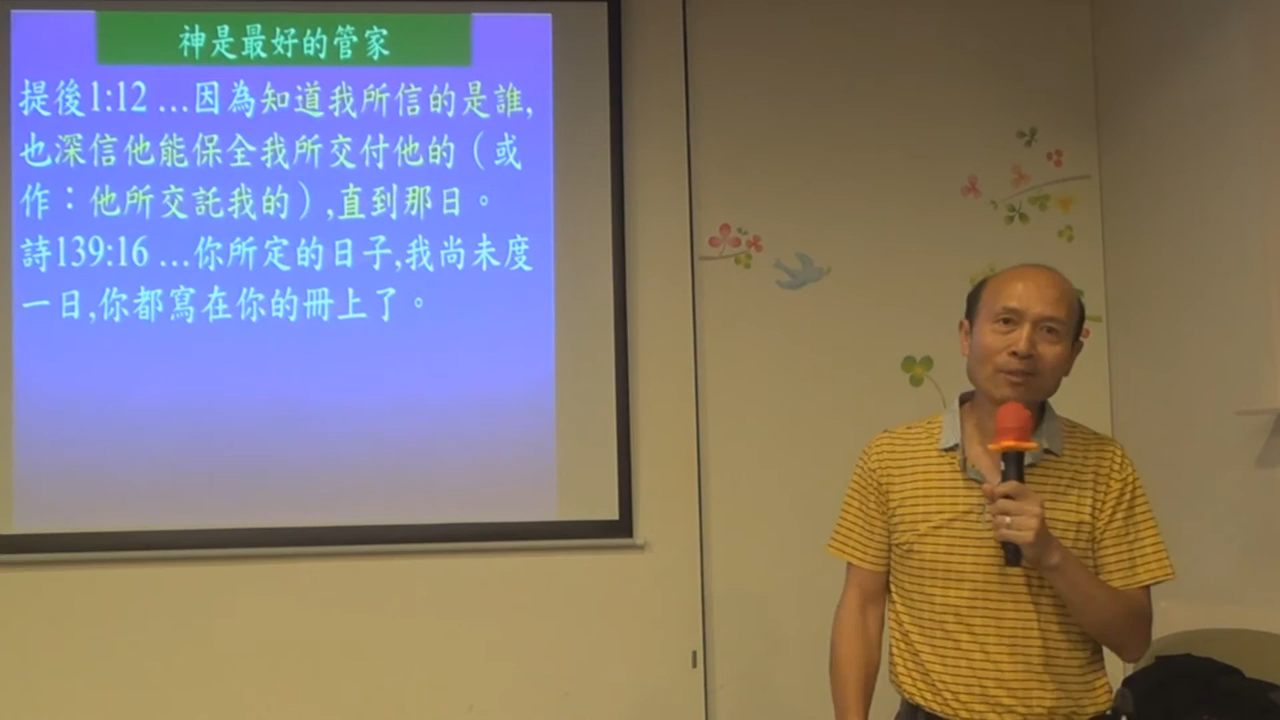 神是最好的管家
提後1:12 …因為知道我所信的是誰,
也深信他能保全我所交付他的（或
作：他所交託我的）,直到那日。
詩139:16 …你所定的日子,我尚未度
一日,你都寫在你的冊上了。